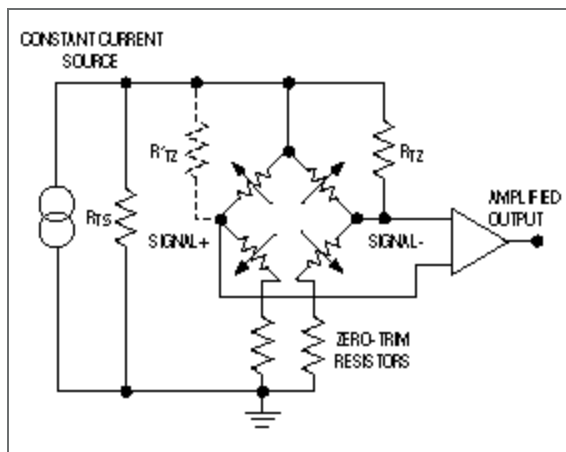 CONSTANT CURRENT
SOURCE
R'TZ
RTZ
RTS
AMPLIFIED
OUTPUT
SIGNAL+
SIGNAL-
ZERO-TRIM
RESISTORS